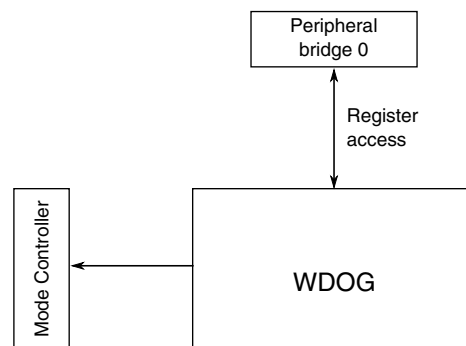 Peripheral
bridge 0
Register
access
Mode Controller
WDOG